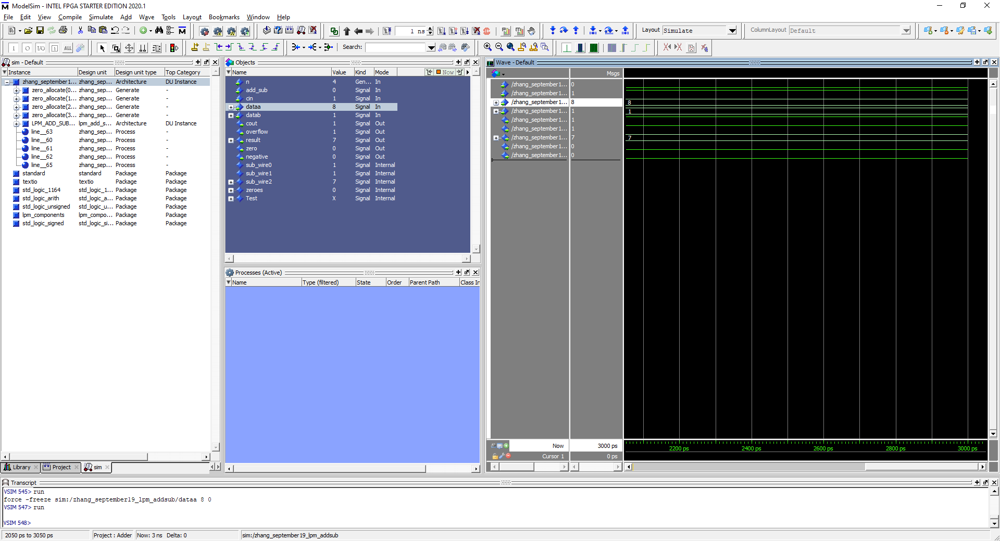 ModelSim - INTEL FPGA STARTER EDITION 2020.1
File Edit View Compile Simulate Add Wave Tools Layout Bookmarks Window Help
1 ns
Layout Simulate
ColumnLayout Default
Search:
sim - Default
Instance Design unit Design unit type Top Category
zhang_september1... zhang_sep... Architecture DU Instance
zero_allocate(0... zhang_sep... Generate -
zero_allocate(1... zhang_sep... Generate -
zero_allocate(2... zhang_sep... Generate -
zero_allocate(3... zhang_sep... Generate -
LPM_ADD_SUB... lpm_add_s... Architecture DU Instance
line__63 zhang_sep... Process -
line__60 zhang_sep... Process -
line__61 zhang_sep... Process -
line__62 zhang_sep... Process -
line__65 zhang_sep... Process -
standard standard Package Package
textio textio Package Package
std_logic_1164 std_logic_1... Package Package
std_logic_arith std_logic_a... Package Package
std_logic_unsigned std_logic_u... Package Package
lpm_components lpm_compo... Package Package
std_logic_signed std_logic_si... Package Package
Library Project sim
Objects
Name Value Kind Mode Now
n 4 Gen... In
add_sub 0 Signal In
cin 1 Signal In
dataa 8 Signal In
datab 1 Signal In
cout 1 Signal Out
overflow 1 Signal Out
result 7 Signal Out
zero 0 Signal Out
negative 0 Signal Out
sub_wire0 1 Signal Internal
sub_wire1 1 Signal Internal
sub_wire2 7 Signal Internal
zeroes 0 Signal Internal
Test X Signal Internal
Processes (Active)
Name Type (filtered) State Order Parent Path Class In
Wave - Default
Msgs
/zhang_september1... 0
/zhang_september1... 1
/zhang_september1... 8 8
/zhang_september1... 1 1
/zhang_september1... 1
/zhang_september1... 1
/zhang_september1... 7 7
/zhang_september1... 0
/zhang_september1... 0
Now 3000 ps
Cursor 1 0 ps
2200 ps 2400 ps 2600 ps 2800 ps 3000 ps
Transcript
VSIM 545> run
force -freeze sim:/zhang_september19_lpm_addsub/dataa 8 0
VSIM 547> run
VSIM 548>
2050 ps to 3050 ps Project : Adder Now: 3 ns Delta: 0 sim:/zhang_september19_lpm_addsub